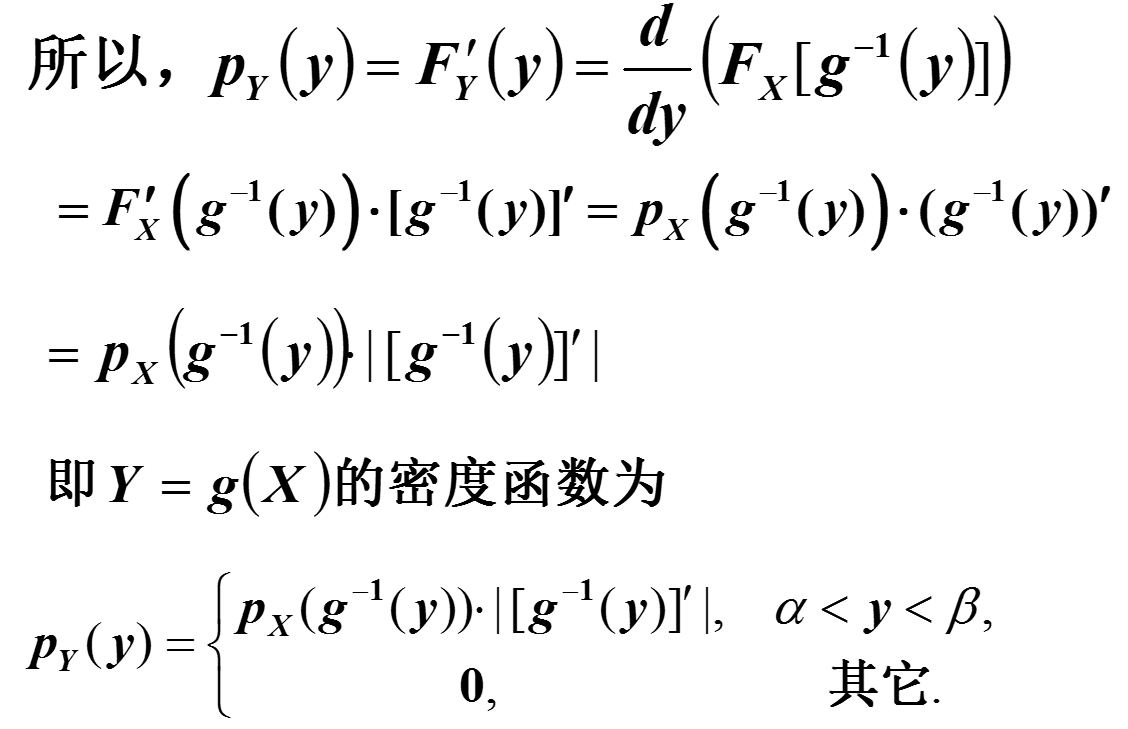 所以，p_Y(y) = F′_Y(y) = d/dy (F_X[g⁻¹(y)])
= F′_X(g⁻¹(y))·[g⁻¹(y)]′ = p_X(g⁻¹(y))·(g⁻¹(y))′
= p_X(g⁻¹(y))·|[g⁻¹(y)]′|
即 Y = g(X)的密度函数为
p_Y(y) = { p_X(g⁻¹(y))·|[g⁻¹(y)]′|, α < y < β,
0, 其它.